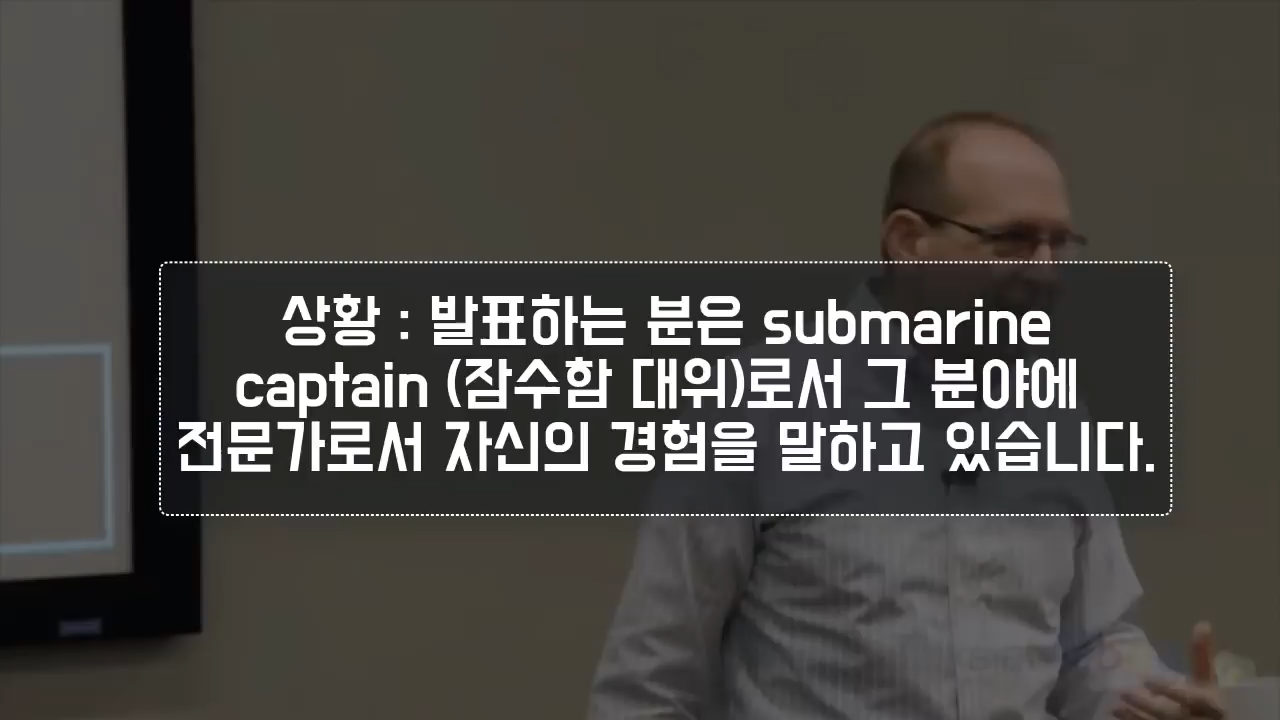 상황 : 발표하는 분은 submarine
captain (잠수함 대위)로서 그 분야에
전문가로서 자신의 경험을 말하고 있습니다.